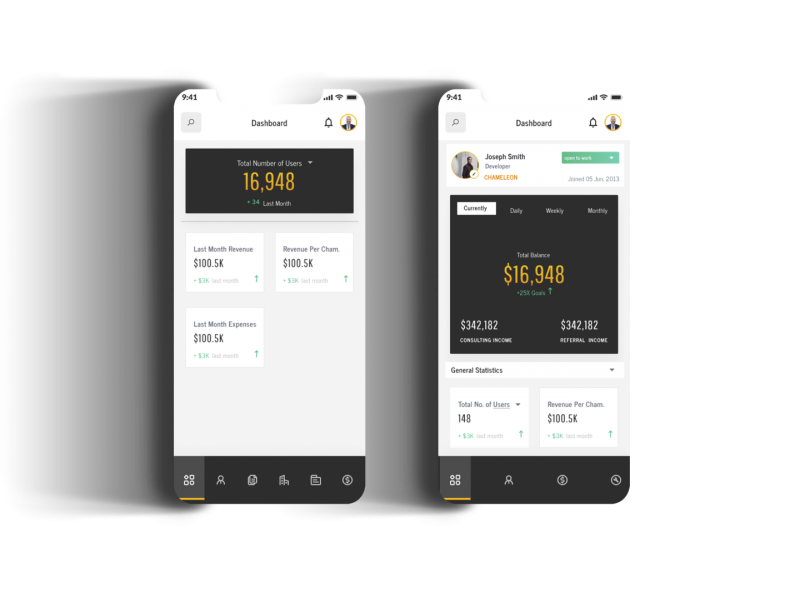 9:41
Dashboard
Total Number of Users
16,948
+ 34 Last Month
Last Month Revenue
$100.5K
+ $3K last month
Revenue Per Cham.
$100.5K
+ $3K last month
Last Month Expenses
$100.5K
+ $3K last month
9:41
Dashboard
Joseph Smith
Developer
CHAMELEON
open to work
Joined 05 Jun, 2013
Currently
Daily
Weekly
Monthly
Total Balance
$16,948
+25% Goals
$342,182
CONSULTING INCOME
$342,182
REFERRAL INCOME
General Statistics
Total No. of Users
148
+ $3K last month
Revenue Per Cham.
$100.5K
+ $3K last month